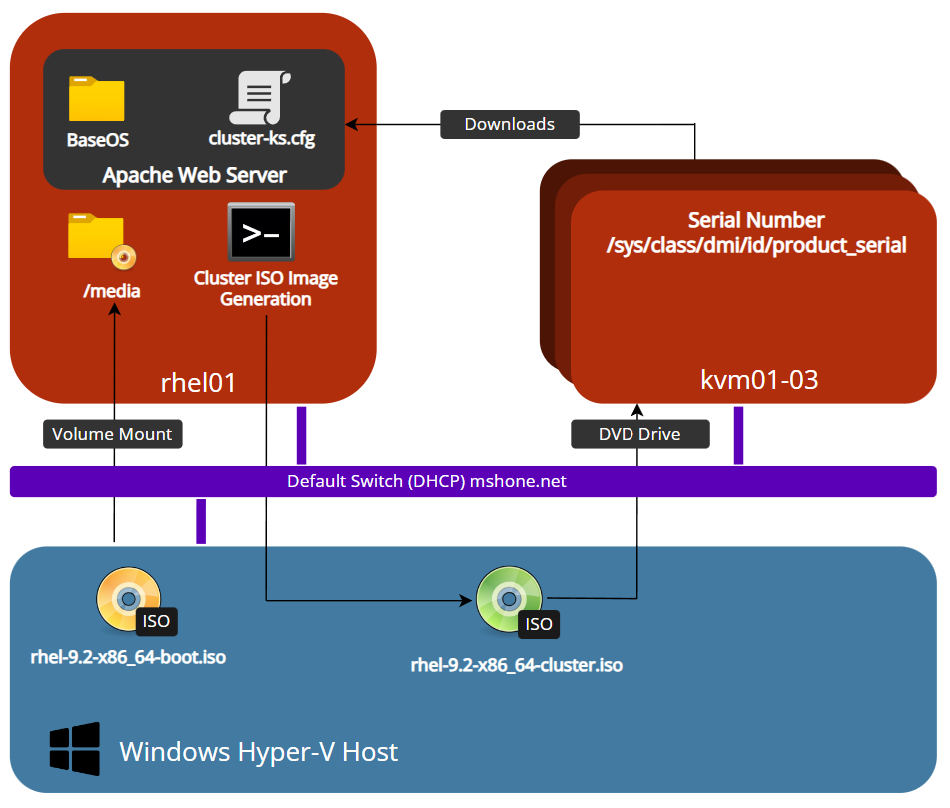 BaseOS
cluster-ks.cfg
Apache Web Server
/media
Cluster ISO Image
Generation
rhel01
Downloads
Serial Number
/sys/class/dmi/id/product_serial
kvm01-03
Volume Mount
DVD Drive
Default Switch (DHCP) mshone.net
ISO
rhel-9.2-x86_64-boot.iso
ISO
rhel-9.2-x86_64-cluster.iso
Windows Hyper-V Host